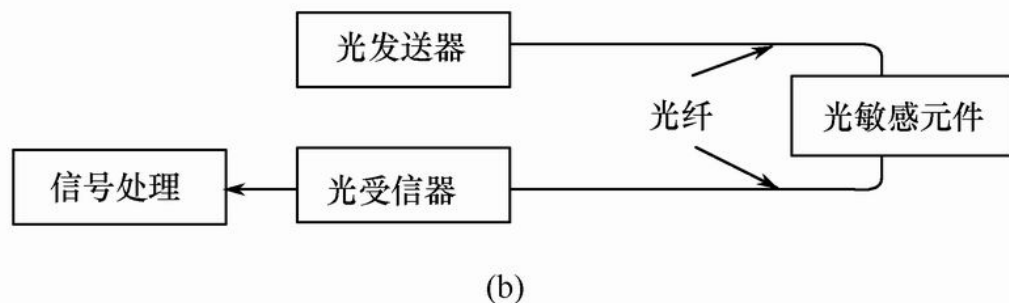 光发送器
光纤
光敏感元件
信号处理
光受信器
(b)